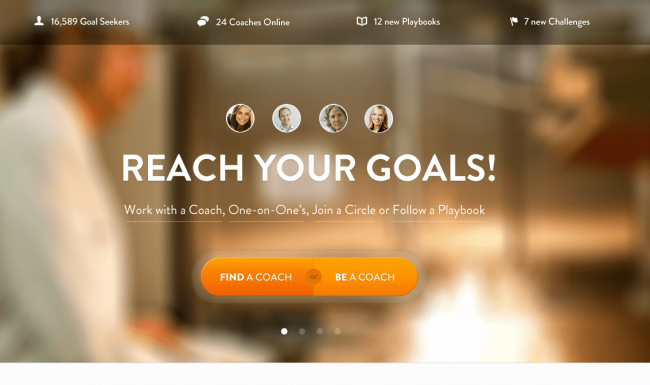 16,589 Goal Seekers
24 Coaches Online
12 new Playbooks
7 new Challenges
REACH YOUR GOALS!
Work with a Coach, One-on-One's, Join a Circle or Follow a Playbook
FIND A COACH or BE A COACH